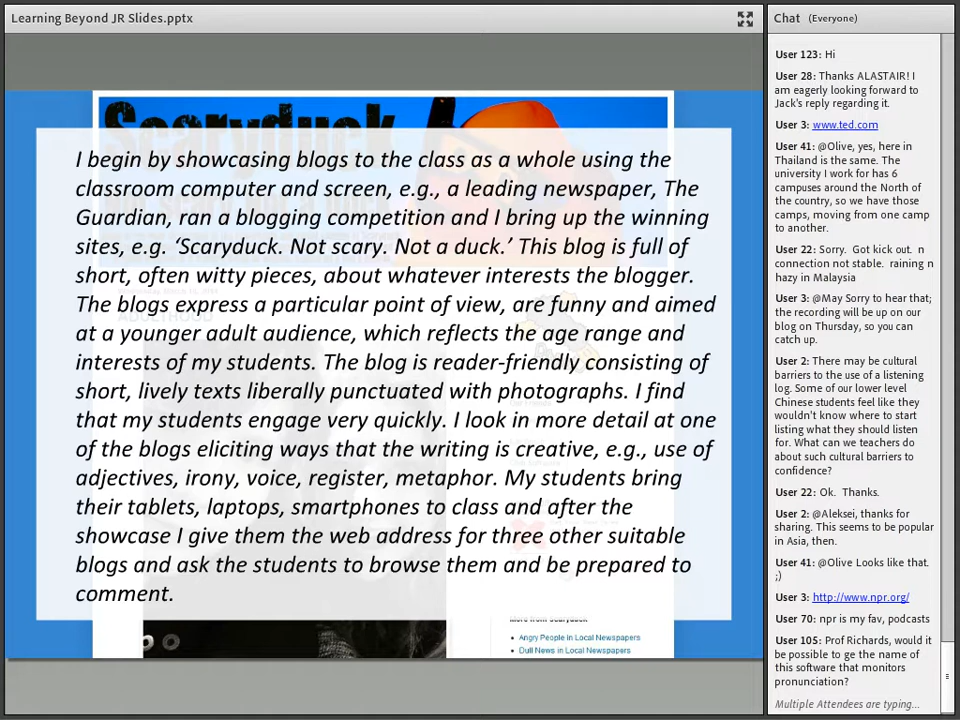 Learning Beyond JR Slides.pptx
Scaryduck
I begin by showcasing blogs to the class as a whole using the
classroom computer and screen, e.g., a leading newspaper, The
Guardian, ran a blogging competition and I bring up the winning
sites, e.g. ‘Scaryduck. Not scary. Not a duck.’ This blog is full of
short, often witty pieces, about whatever interests the blogger.
The blogs express a particular point of view, are funny and aimed
at a younger adult audience, which reflects the age range and
interests of my students. The blog is reader-friendly consisting of
short, lively texts liberally punctuated with photographs. I find
that my students engage very quickly. I look in more detail at one
of the blogs eliciting ways that the writing is creative, e.g., use of
adjectives, irony, voice, register, metaphor. My students bring
their tablets, laptops, smartphones to class and after the
showcase I give them the web address for three other suitable
blogs and ask the students to browse them and be prepared to
comment.
Angry People in Local Newspapers
Dull News in Local Newspapers
Chat (Everyone)
User 123: Hi
User 28: Thanks ALASTAIR! I
am eagerly looking forward to
Jack's reply regarding it.
User 3: www.ted.com
User 41: @Olive, yes, here in
Thailand is the same. The
university I work for has 6
campuses around the North of
the country, so we have those
camps, moving from one camp
to another.
User 22: Sorry. Got kick out. n
connection not stable. raining n
hazy in Malaysia
User 3: @May Sorry to hear that;
the recording will be up on our
blog on Thursday, so you can
catch up.
User 2: There may be cultural
barriers to the use of a listening
log. Some of our lower level
Chinese students feel like they
wouldn't know where to start
listing what they should listen
for. What can we teachers do
about such cultural barriers to
confidence?
User 22: Ok. Thanks.
User 2: @Aleksei, thanks for
sharing. This seems to be popular
in Asia, then.
User 41: @Olive Looks like that.
;)
User 3: http://www.npr.org/
User 70: npr is my fav, podcasts
User 105: Prof Richards, would it
be possible to ge the name of
this software that monitors
pronunciation?
Multiple Attendees are typing...